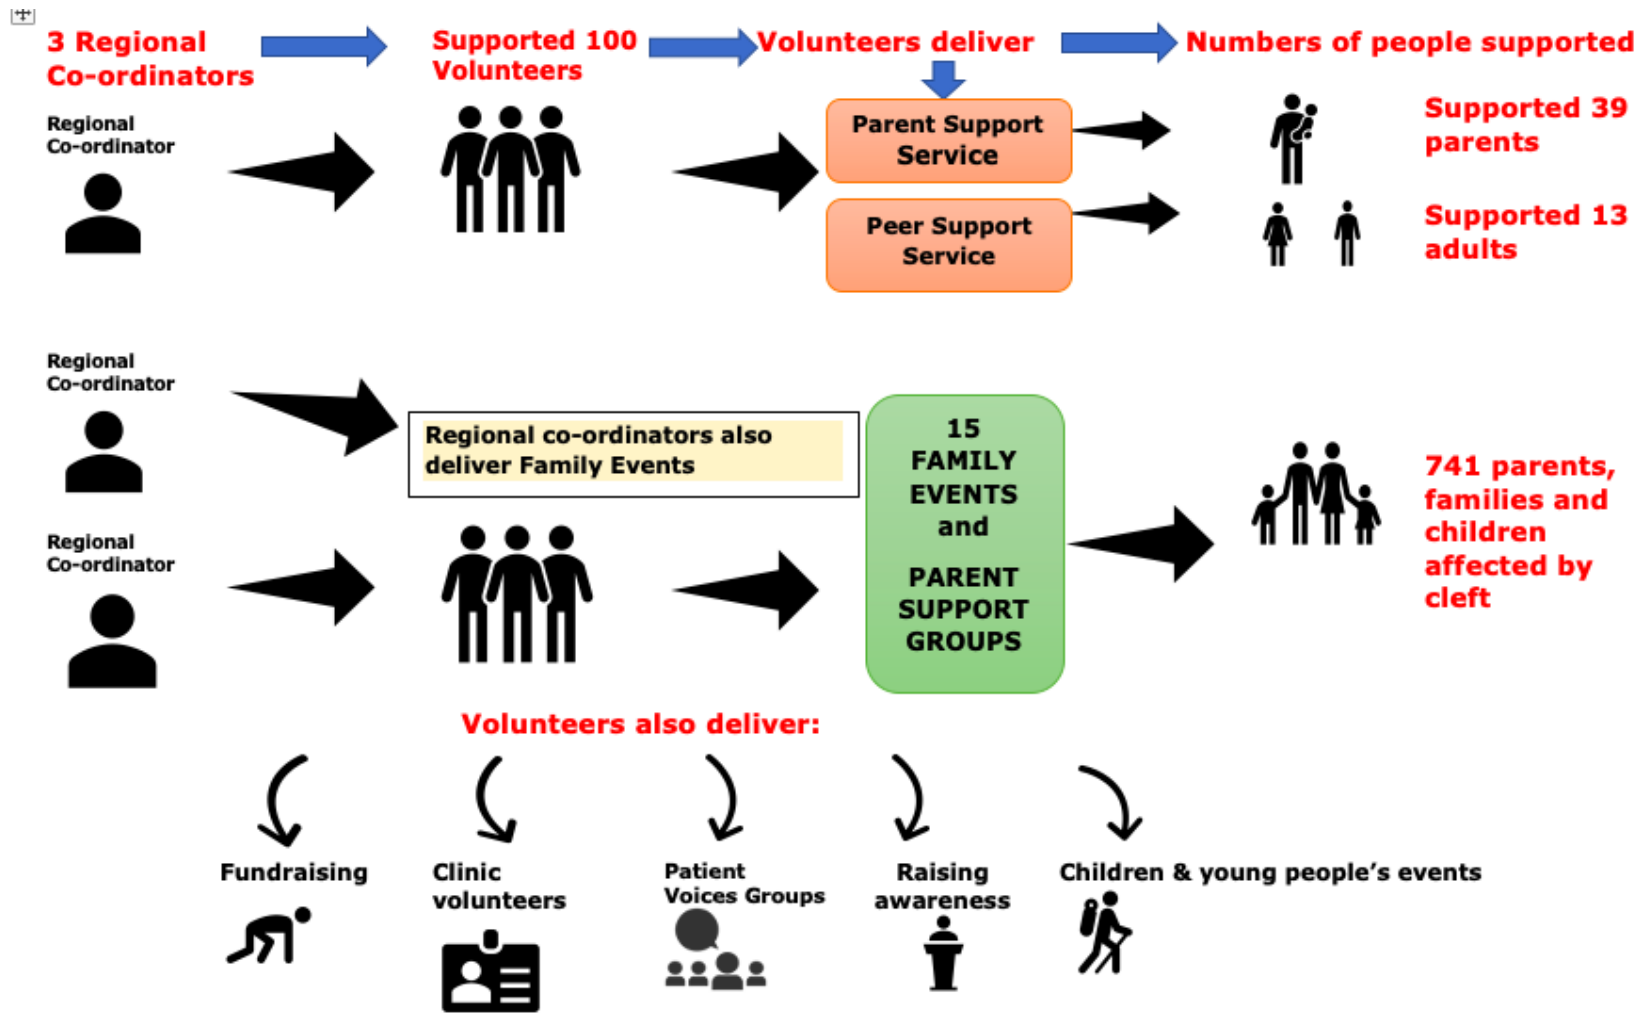 3 Regional
Co-ordinators
Supported 100
Volunteers
Volunteers deliver
Numbers of people supported
Regional
Co-ordinator
Parent Support
Service
Supported 39
parents
Peer Support
Service
Supported 13
adults
Regional
Co-ordinator
Regional co-ordinators also
deliver Family Events
15
FAMILY
EVENTS
and
PARENT
SUPPORT
GROUPS
741 parents,
families and
children
affected by
cleft
Regional
Co-ordinator
Volunteers also deliver:
Fundraising
Clinic
volunteers
Patient
Voices Groups
Raising
awareness
Children & young people’s events